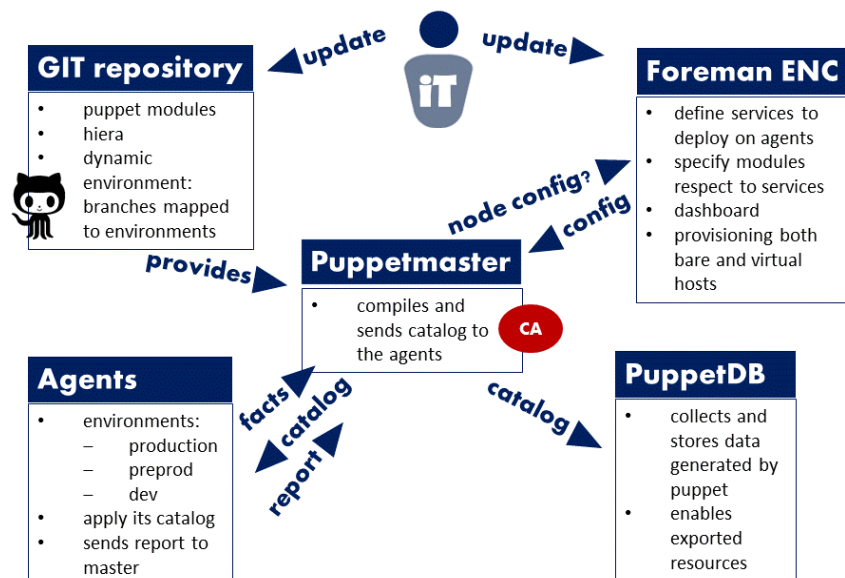 update
update
iT
GIT repository
• puppet modules
• hiera
• dynamic
• environment:
branches mapped
to environments
Foreman ENC
• define services to
deploy on agents
• specify modules
respect to services
• dashboard
• provisioning both
bare and virtual
hosts
node config?
config
provides
Puppetmaster
• compiles and
sends catalog to
the agents
CA
Agents
• environments:
– production
– preprod
– dev
• apply its catalog
• sends report to
master
facts
catalog
report
catalog
PuppetDB
• collects and
stores data
generated by
puppet
• enables
exported
resources